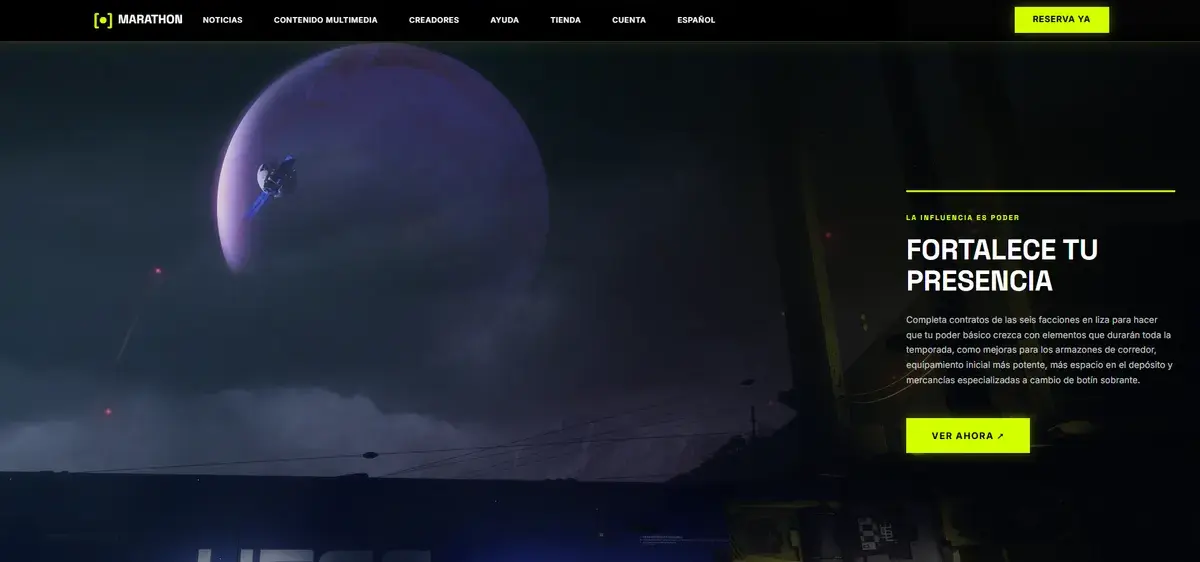 MARATHON
NOTICIAS
CONTENIDO MULTIMEDIA
CREADORES
AYUDA
TIENDA
CUENTA
ESPAÑOL
RESERVA YA
LA INFLUENCIA ES PODER
FORTALECE TU
PRESENCIA
Completa contratos de las seis facciones en liza para hacer
que tu poder básico crezca con elementos que durarán toda la
temporada, como mejoras para los armazones de corredor,
equipamiento inicial más potente, más espacio en el depósito y
mercancías especializadas a cambio de botín sobrante.
VER AHORA ↗